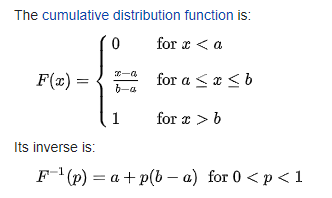 The cumulative distribution function is:
F(x) = { 0 for x < a
(x−a)/(b−a) for a ≤ x ≤ b
1 for x > b
Its inverse is:
F⁻¹(p) = a + p(b − a) for 0 < p < 1